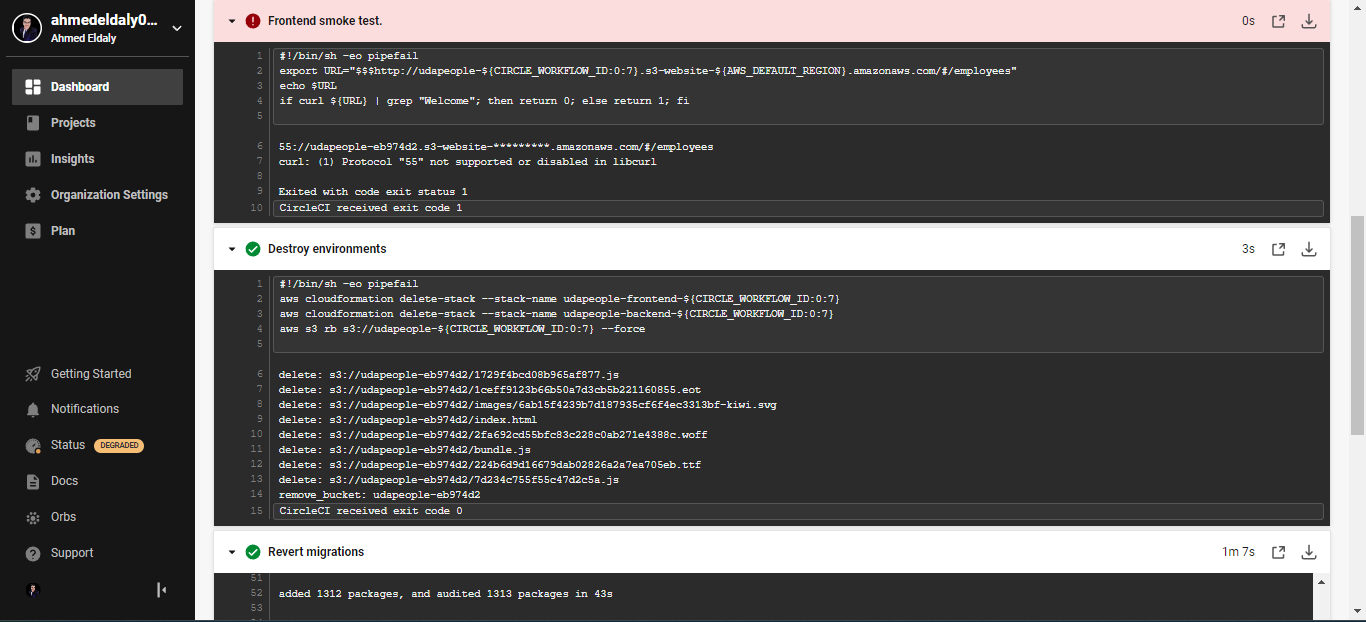 ahmedeldaly0...
Ahmed Eldaly
Dashboard
Projects
Insights
Organization Settings
Plan
Getting Started
Notifications
Status DEGRADED
Docs
Orbs
Support
Frontend smoke test. 0s
1 #!/bin/sh -eo pipefail
2 export URL="$$$http://udapeople-${CIRCLE_WORKFLOW_ID:0:7}.s3-website-${AWS_DEFAULT_REGION}.amazonaws.com/#/employees"
3 echo $URL
4 if curl ${URL} | grep "Welcome"; then return 0; else return 1; fi
5
6 55://udapeople-eb974d2.s3-website-*********.amazonaws.com/#/employees
7 curl: (1) Protocol "55" not supported or disabled in libcurl
8
9 Exited with code exit status 1
10 CircleCI received exit code 1
Destroy environments 3s
1 #!/bin/sh -eo pipefail
2 aws cloudformation delete-stack --stack-name udapeople-frontend-${CIRCLE_WORKFLOW_ID:0:7}
3 aws cloudformation delete-stack --stack-name udapeople-backend-${CIRCLE_WORKFLOW_ID:0:7}
4 aws s3 rb s3://udapeople-${CIRCLE_WORKFLOW_ID:0:7} --force
5
6 delete: s3://udapeople-eb974d2/1729f4bcd08b965af877.js
7 delete: s3://udapeople-eb974d2/1ceff9123b66b50a7d3cb5b221160855.eot
8 delete: s3://udapeople-eb974d2/images/6ab15f4239b7d187935cf6f4ec3313bf-kiwi.svg
9 delete: s3://udapeople-eb974d2/index.html
10 delete: s3://udapeople-eb974d2/2fa692cd55bfc83c228c0ab271e4388c.woff
11 delete: s3://udapeople-eb974d2/bundle.js
12 delete: s3://udapeople-eb974d2/224b6d9d16679dab02826a2a7ea705eb.ttf
13 delete: s3://udapeople-eb974d2/7d234c755f55c47d2c5a.js
14 remove_bucket: udapeople-eb974d2
15 CircleCI received exit code 0
Revert migrations 1m 7s
51
52 added 1312 packages, and audited 1313 packages in 43s
53